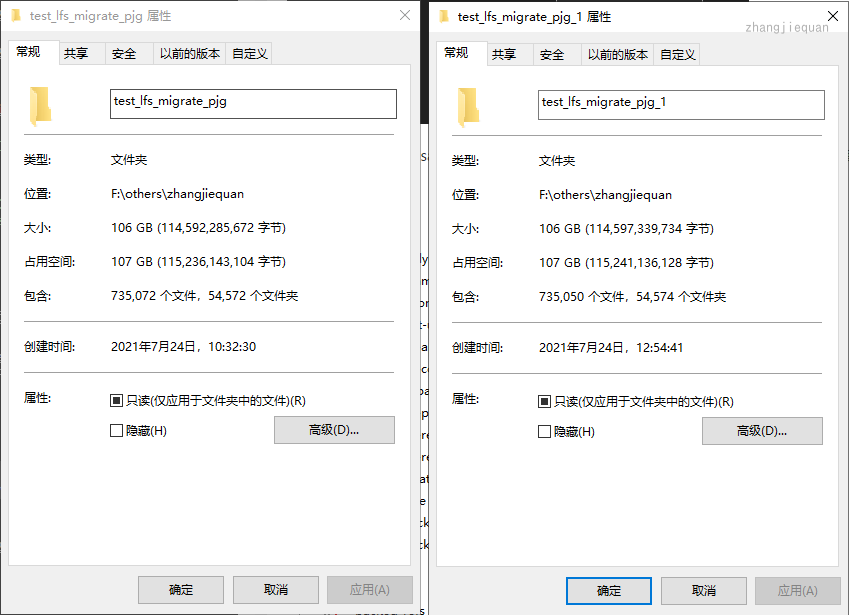 test_lfs_migrate_pjg 属性
常规
共享
安全
以前的版本
自定义
test_lfs_migrate_pjg
类型: 文件夹
位置: F:\others\zhangjiequan
大小: 106 GB (114,592,285,672 字节)
占用空间: 107 GB (115,236,143,104 字节)
包含: 735,072 个文件，54,572 个文件夹
创建时间: 2021年7月24日，10:32:30
属性: 只读(仅应用于文件夹中的文件)(R)
隐藏(H)
高级(D)...
确定
取消
应用(A)
test_lfs_migrate_pjg_1 属性
zhangjiequan
常规
共享
安全
以前的版本
自定义
test_lfs_migrate_pjg_1
类型: 文件夹
位置: F:\others\zhangjiequan
大小: 106 GB (114,597,339,734 字节)
占用空间: 107 GB (115,241,136,128 字节)
包含: 735,050 个文件，54,574 个文件夹
创建时间: 2021年7月24日，12:54:41
属性: 只读(仅应用于文件夹中的文件)(R)
隐藏(H)
高级(D)...
确定
取消
应用(A)